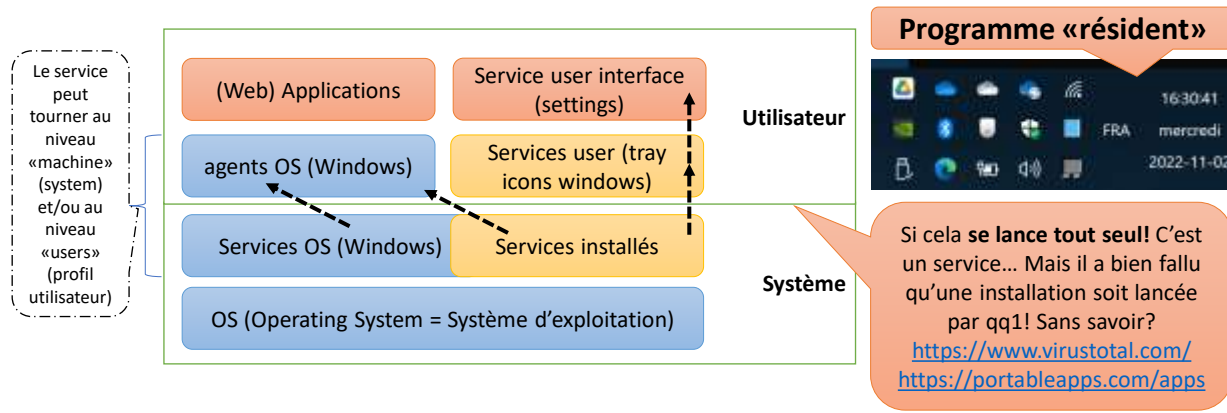 Programme «résident»
Le service
peut
tourner au
niveau
«machine»
(system)
et/ou au
niveau
«users»
(profil
utilisateur)
(Web) Applications
Service user interface
(settings)
Utilisateur
agents OS (Windows)
Services user (tray
icons windows)
Services OS (Windows)
Services installés
Système
OS (Operating System = Système d’exploitation)
16:30:41
FRA
mercredi
2022-11-02
Si cela se lance tout seul! C’est
un service… Mais il a bien fallu
qu’une installation soit lancée
par qq1! Sans savoir?
https://www.virustotal.com/
https://portableapps.com/apps